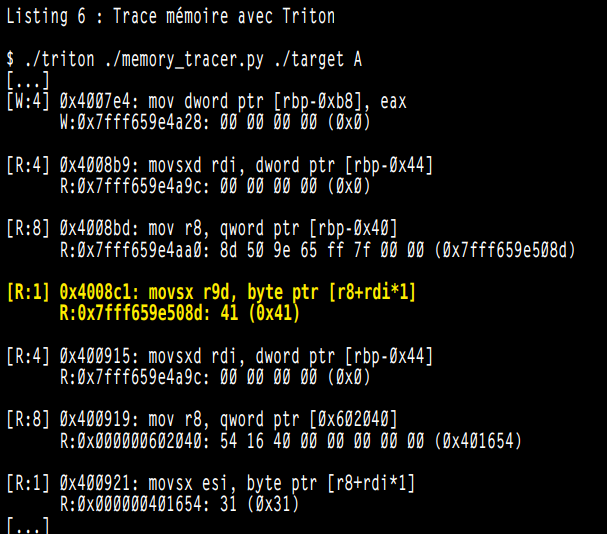 Listing 6 : Trace mémoire avec Triton
$ ./triton ./memory_tracer.py ./target A
[...]
[W:4] 0x4007e4: mov dword ptr [rbp-0xb8], eax
W:0x7fff659e4a28: 00 00 00 00 (0x0)
[R:4] 0x4008b9: movsxd rdi, dword ptr [rbp-0x44]
R:0x7fff659e4a9c: 00 00 00 00 (0x0)
[R:8] 0x4008bd: mov r8, qword ptr [rbp-0x40]
R:0x7fff659e4aa0: 8d 50 9e 65 ff 7f 00 00 (0x7fff659e508d)
[R:1] 0x4008c1: movsx r9d, byte ptr [r8+rdi*1]
R:0x7fff659e508d: 41 (0x41)
[R:4] 0x400915: movsxd rdi, dword ptr [rbp-0x44]
R:0x7fff659e4a9c: 00 00 00 00 (0x0)
[R:8] 0x400919: mov r8, qword ptr [0x602040]
R:0x000000602040: 54 16 40 00 00 00 00 00 (0x401654)
[R:1] 0x400921: movsx esi, byte ptr [r8+rdi*1]
R:0x000000401654: 31 (0x31)
[...]